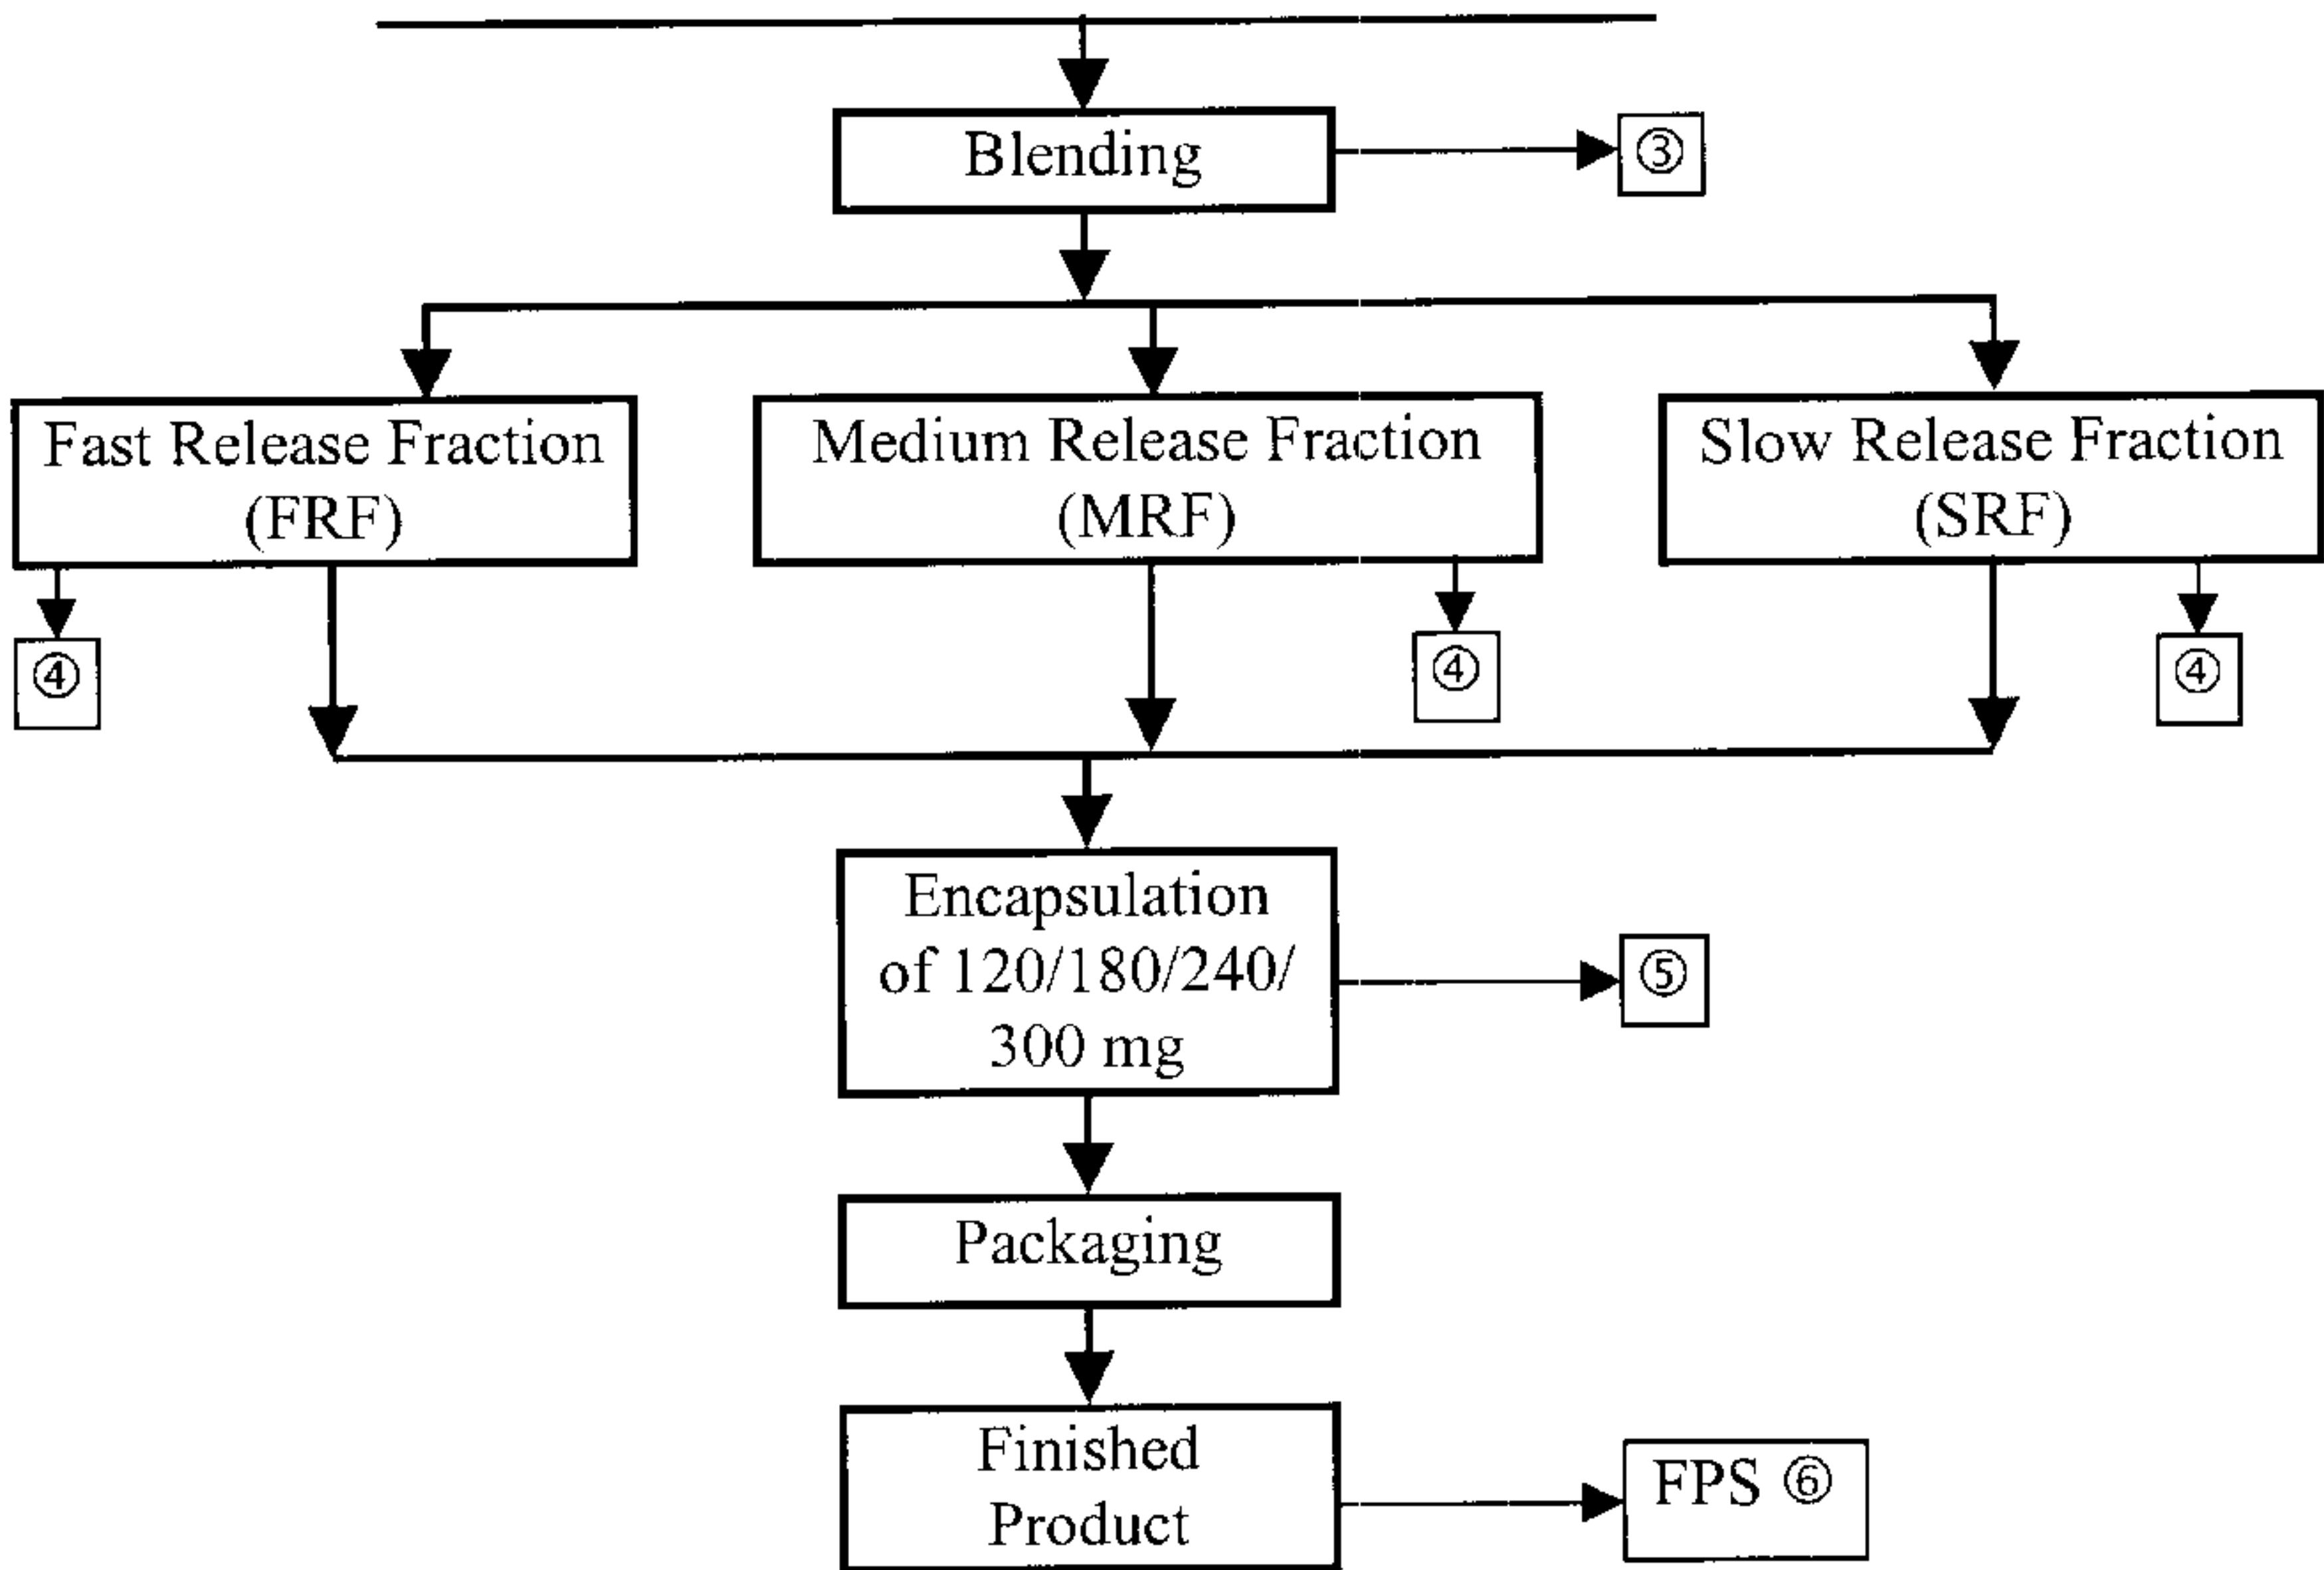 Blending
③
Fast Release Fraction
(FRF)
Medium Release Fraction
(MRF)
Slow Release Fraction
(SRF)
④
④
④
Encapsulation
of 120/180/240/
300 mg
⑤
Packaging
Finished
Product
FPS ⑥